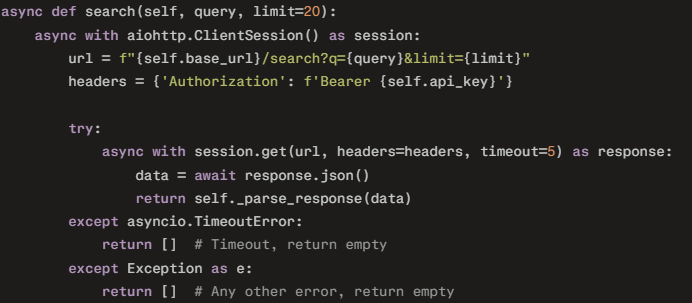 async def search(self, query, limit=20):
    async with aiohttp.ClientSession() as session:
        url = f"{self.base_url}/search?q={query}&limit={limit}"
        headers = {'Authorization': f'Bearer {self.api_key}'}

        try:
            async with session.get(url, headers=headers, timeout=5) as response:
                data = await response.json()
                return self._parse_response(data)
        except asyncio.TimeoutError:
            return []  # Timeout, return empty
        except Exception as e:
            return []  # Any other error, return empty